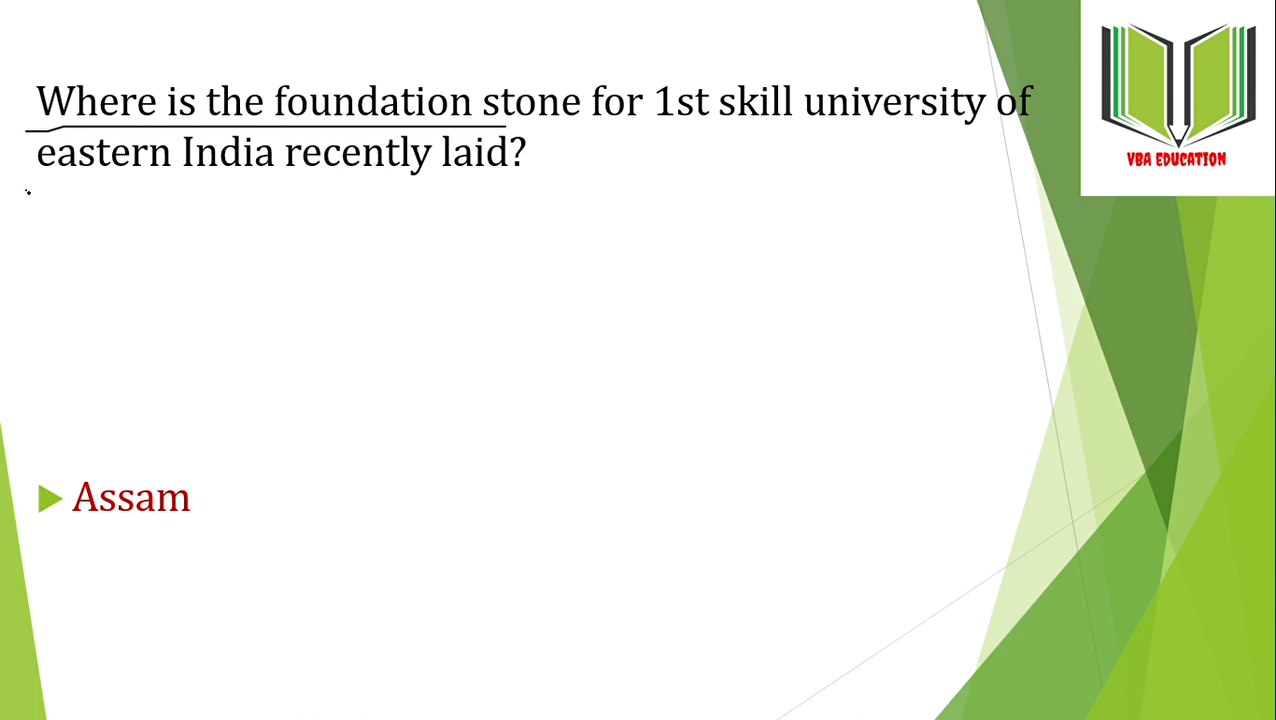 Where is the foundation stone for 1st skill university of
eastern India recently laid?
VBA EDUCATION
Assam